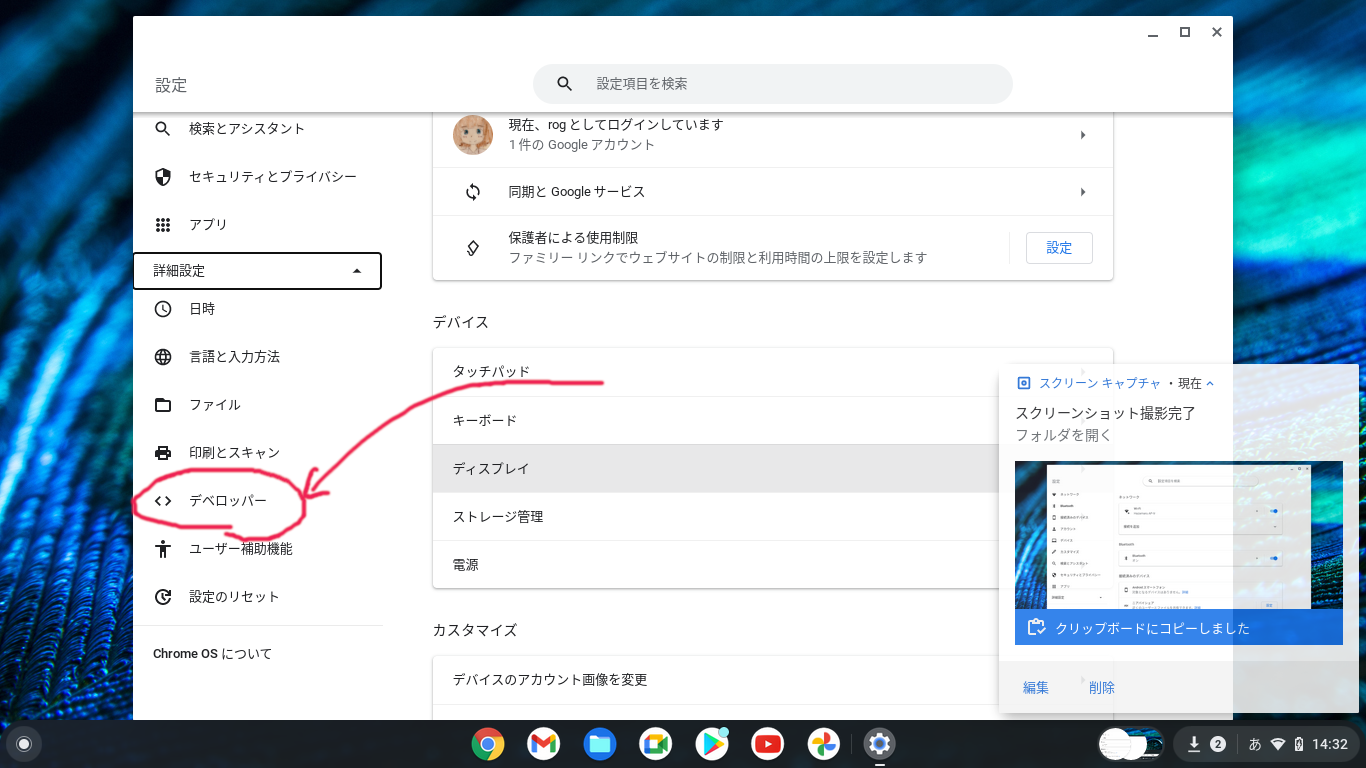 設定
設定項目を検索
検索とアシスタント
セキュリティとプライバシー
アプリ
詳細設定
日時
言語と入力方法
ファイル
印刷とスキャン
デベロッパー
ユーザー補助機能
設定のリセット
Chrome OS について
現在、rog としてログインしています
1 件の Google アカウント
同期と Google サービス
保護者による使用制限
ファミリー リンクでウェブサイトの制限と利用時間の上限を設定します
設定
デバイス
タッチパッド
キーボード
ディスプレイ
ストレージ管理
電源
カスタマイズ
デバイスのアカウント画像を変更
スクリーン キャプチャ ・現在
スクリーンショット撮影完了
フォルダを開く
クリップボードにコピーしました
編集 削除
2 あ 14:32